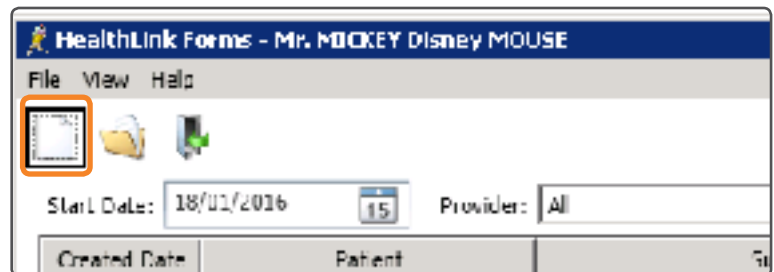 HealthLink Forms - Mr. MICKEY Disney MOUSE
File View Help
Start Date: 18/01/2016 15 Provider: All
Created Date Patient